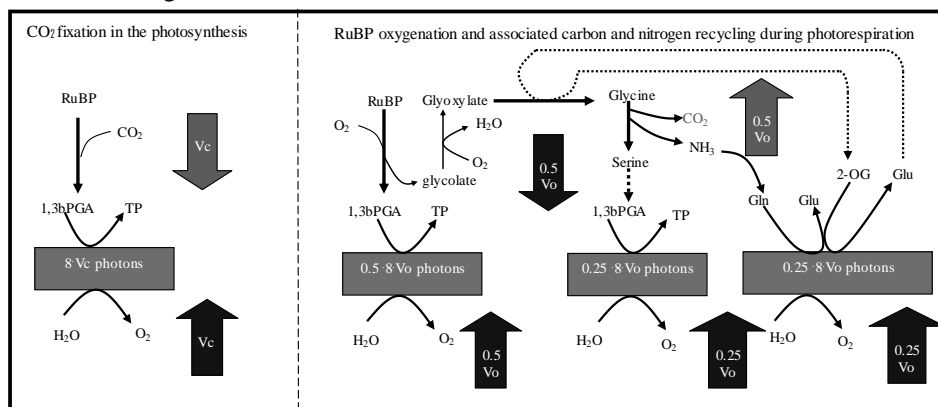 CO2 fixation in the photosynthesis
RuBP
CO2
Vc
1,3bPGA TP
8·Vc photons
H2O O2
Vc
RuBP oxygenation and associated carbon and nitrogen recycling during photorespiration
RuBP Glyoxylate Glycine
O2 H2O CO2
O2 NH3
glycolate Serine
0.5
Vo
0.5
Vo
2-OG Glu
Gln Glu
1,3bPGA TP
1,3bPGA TP
0.5·8·Vo photons
0.25·8·Vo photons
0.25·8·Vo photons
H2O O2
H2O O2
H2O O2
0.5
Vo
0.25
Vo
0.25
Vo